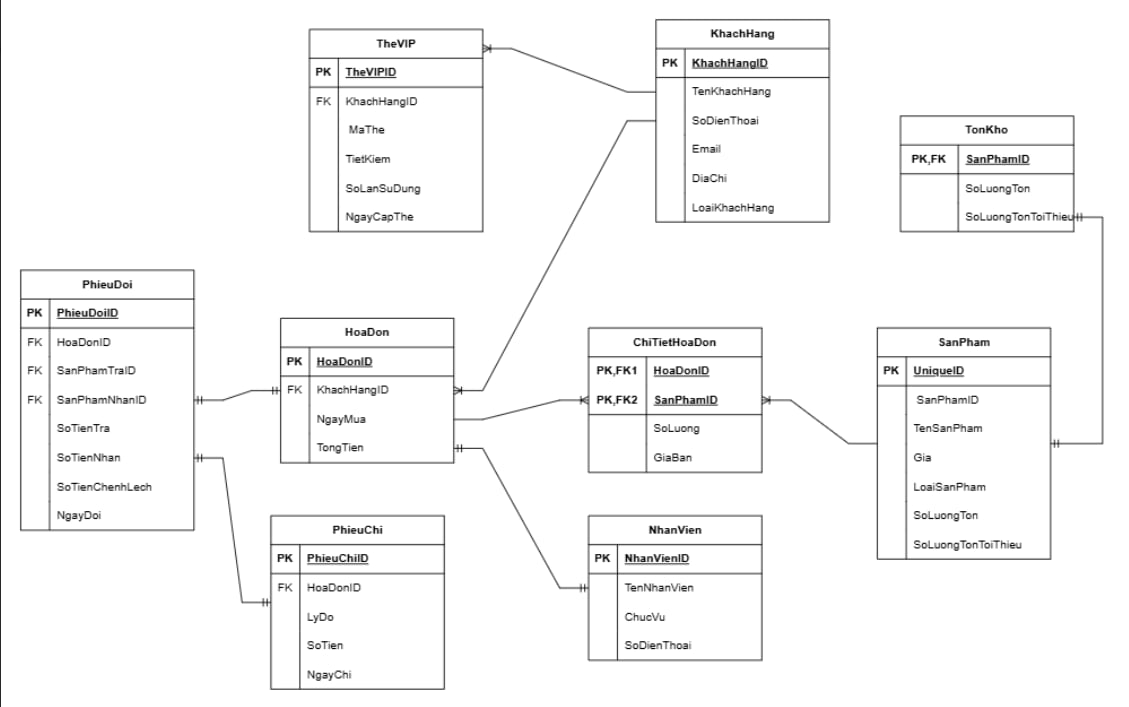 TheVIP
PK TheVIPID
FK KhachHangID
MaThe
TietKiem
SoLanSuDung
NgayCapThe
KhachHang
PK KhachHangID
TenKhachHang
SoDienThoai
Email
DiaChi
LoaiKhachHang
TonKho
PK,FK SanPhamID
SoLuongTon
SoLuongTonToiThieu
PhieuDoi
PK PhieuDoiID
FK HoaDonID
FK SanPhamTraID
FK SanPhamNhanID
SoTienTra
SoTienNhan
SoTienChenhLech
NgayDoi
HoaDon
PK HoaDonID
FK KhachHangID
NgayMua
TongTien
ChiTietHoaDon
PK,FK1 HoaDonID
PK,FK2 SanPhamID
SoLuong
GiaBan
SanPham
PK UniqueID
SanPhamID
TenSanPham
Gia
LoaiSanPham
SoLuongTon
SoLuongTonToiThieu
PhieuChi
PK PhieuChiID
FK HoaDonID
LyDo
SoTien
NgayChi
NhanVien
PK NhanVienID
TenNhanVien
ChucVu
SoDienThoai